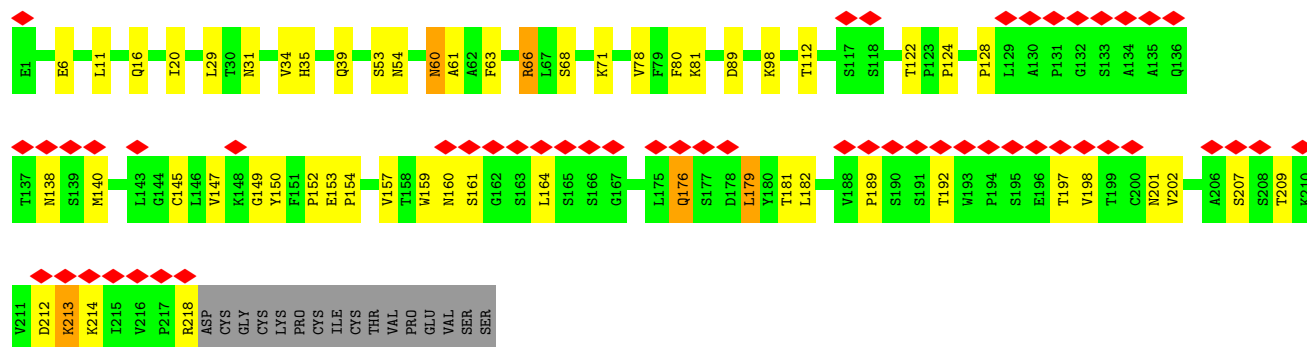 E1 E6 L11 Q16 I20 L29 T30 N31 V34 H35 Q39 S53 N54 N60 A61 A62 F63 R66 L67 S68 K71 V78 F79 F80 K81 D89 K98 T112 S117 S118 T122 P123 P124 P128 L129 A130 P131 G132 S133 A134 A135 Q136
T137 N138 S139 M140 L143 G144 C145 L146 V147 K148 G149 Y150 F151 P152 E153 P154 V157 T158 W159 N160 S161 G162 S163 L164 S165 S166 G167 L175 Q176 S177 D178 L179 Y180 T181 L182 V188 P189 S190 S191 T192 W193 P194 S195 E196 T197 V198 T199 C200 N201 V202 A206 S207 S208 T209 K210
V211 D212 K213 K214 I215 V216 P217 R218 ASP CYS GLY CYS LYS PRO CYS ILE CYS THR VAL PRO GLU VAL SER SER